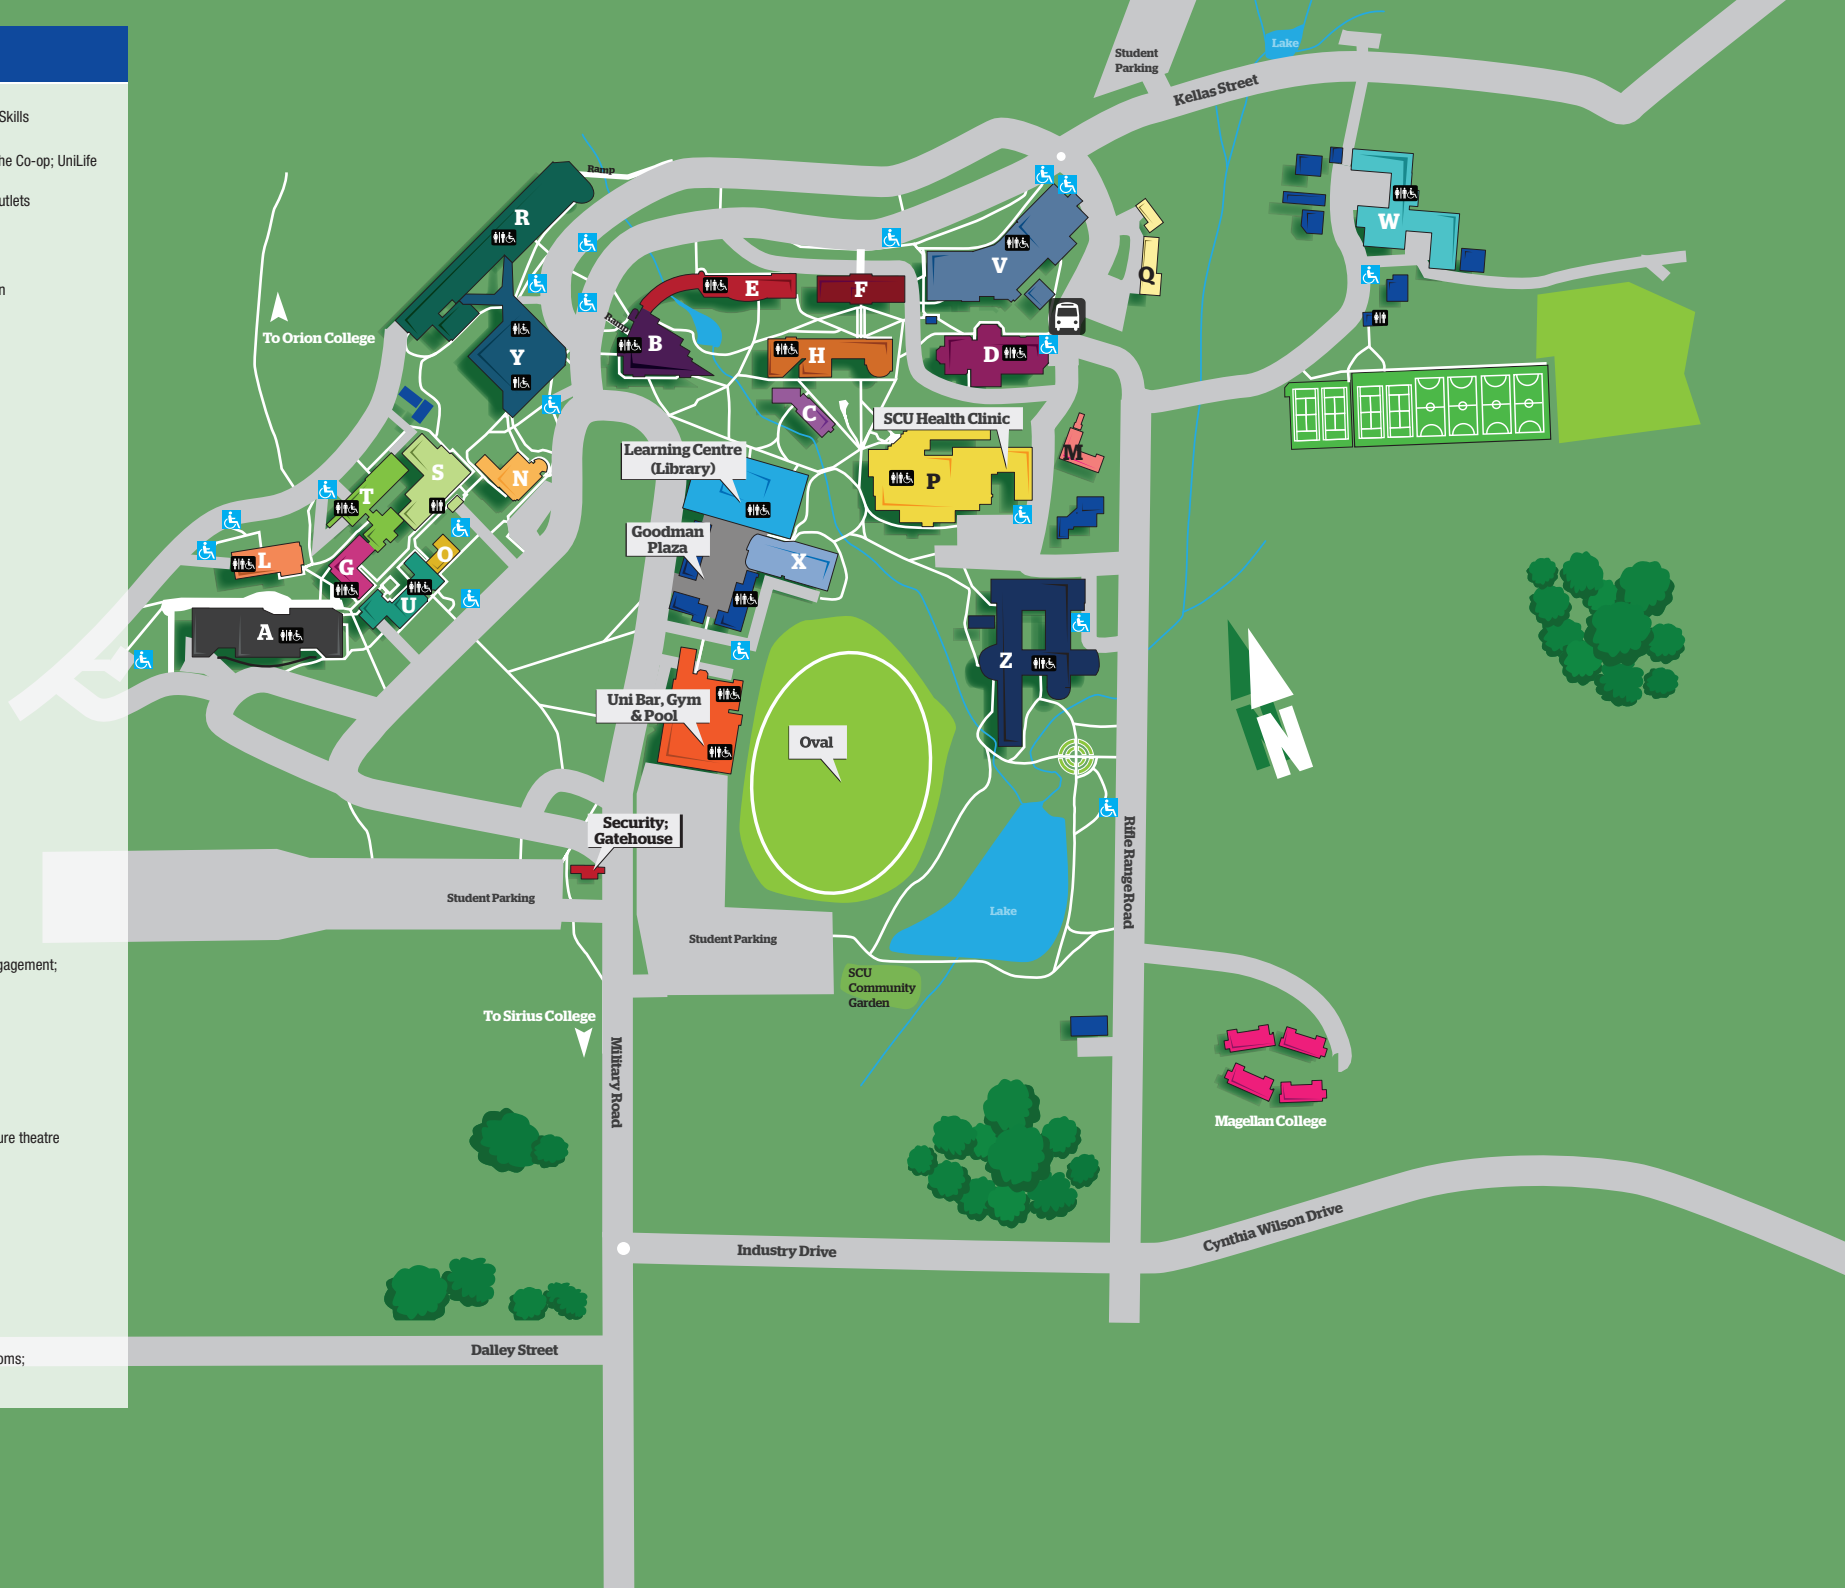 Skills
he Co-op; UniLife
utlets
n
gagement;
ure theatre
oms;
Student
Parking
Lake
Kellas Street
Ramp
R
W
V
Q
E
F
To Orion College
Ramp
B
Y
H
D
C
SCU Health Clinic
M
Learning Centre
(Library)
S
N
P
T
Goodman
Plaza
O
L
G
X
U
A
Z
Uni Bar, Gym
& Pool
Oval
N
Security;
Gatehouse
Rifle Range Road
Student Parking
Lake
Student Parking
SCU
Community
Garden
To Sirius College
Military Road
Magellan College
Cynthia Wilson Drive
Industry Drive
Dalley Street